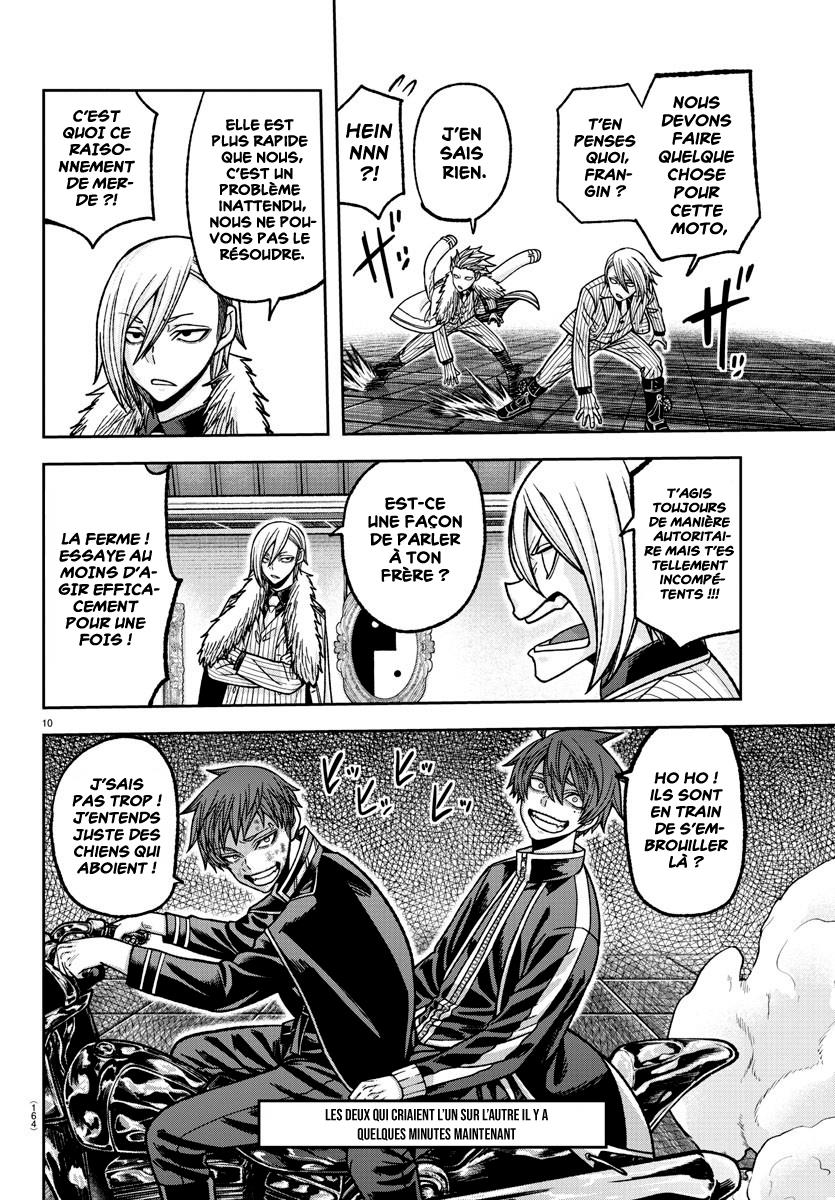 NOUS
DEVONS
FAIRE
QUELQUE
CHOSE
POUR
CETTE
MOTO,
T'EN
PENSES
QUOI,
FRAN-
GIN ?
J'EN
SAIS
RIEN.
HEIN
NNN
?!
ELLE EST
PLUS RAPIDE
QUE NOUS,
C'EST UN
PROBLÈME
INATTENDU,
NOUS NE POU-
VONS PAS LE
RÉSOUDRE.
C'EST
QUOI CE
RAISON-
NEMENT
DE MER-
DE ?!
T'AGIS
TOUJOURS
DE MANIÈRE
AUTORITAI-
RE MAIS T'ES
TELLEMENT
INCOMPÉ-
TENTS !!!
EST-CE
UNE FAÇON
DE PARLER
À TON
FRÈRE ?
LA FERME !
ESSAYE AU
MOINS D'A-
GIR EFFICA-
CEMENT
POUR UNE
FOIS !
10
HO HO !
ILS SONT
EN TRAIN
DE S'EM-
BROUILLER
LÀ ?
J'SAIS
PAS TROP !
J'ENTENDS
JUSTE DES
CHIENS QUI
ABOIENT !
LES DEUX QUI CRIAIENT L'UN SUR L'AUTRE IL Y A
QUELQUES MINUTES MAINTENANT
(164)